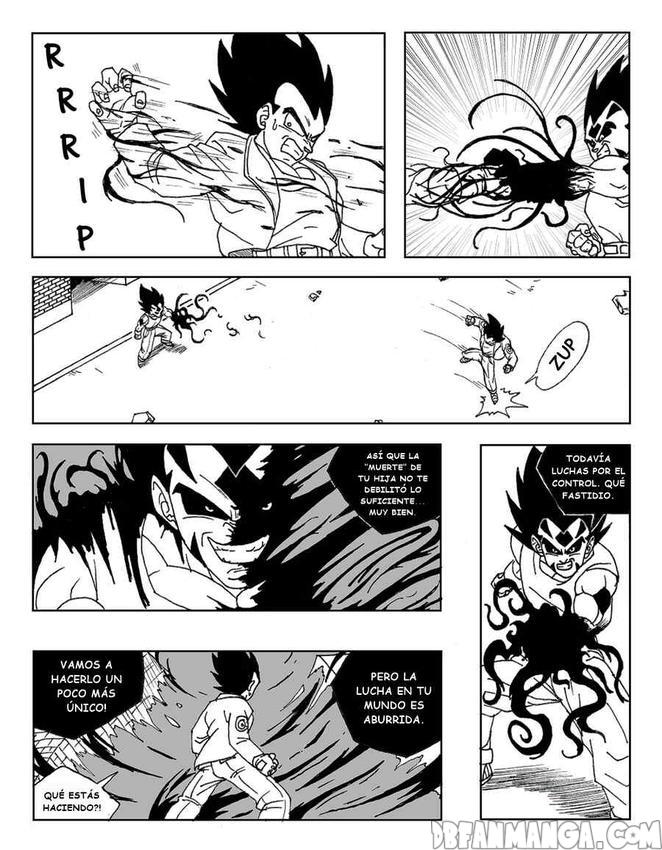 RRRIP
ZUP
ASÍ QUE LA
"MUERTE" DE
TU HIJA NO TE
DEBILITÓ LO
SUFICIENTE...
MUY BIEN.
TODAVÍA
LUCHAS POR EL
CONTROL. QUÉ
FASTIDIO.
VAMOS A
HACERLO UN
POCO MÁS
ÚNICO!
PERO LA
LUCHA EN TU
MUNDO ES
ABURRIDA.
QUÉ ESTÁS
HACIENDO?!
DBFANMANGA.COM